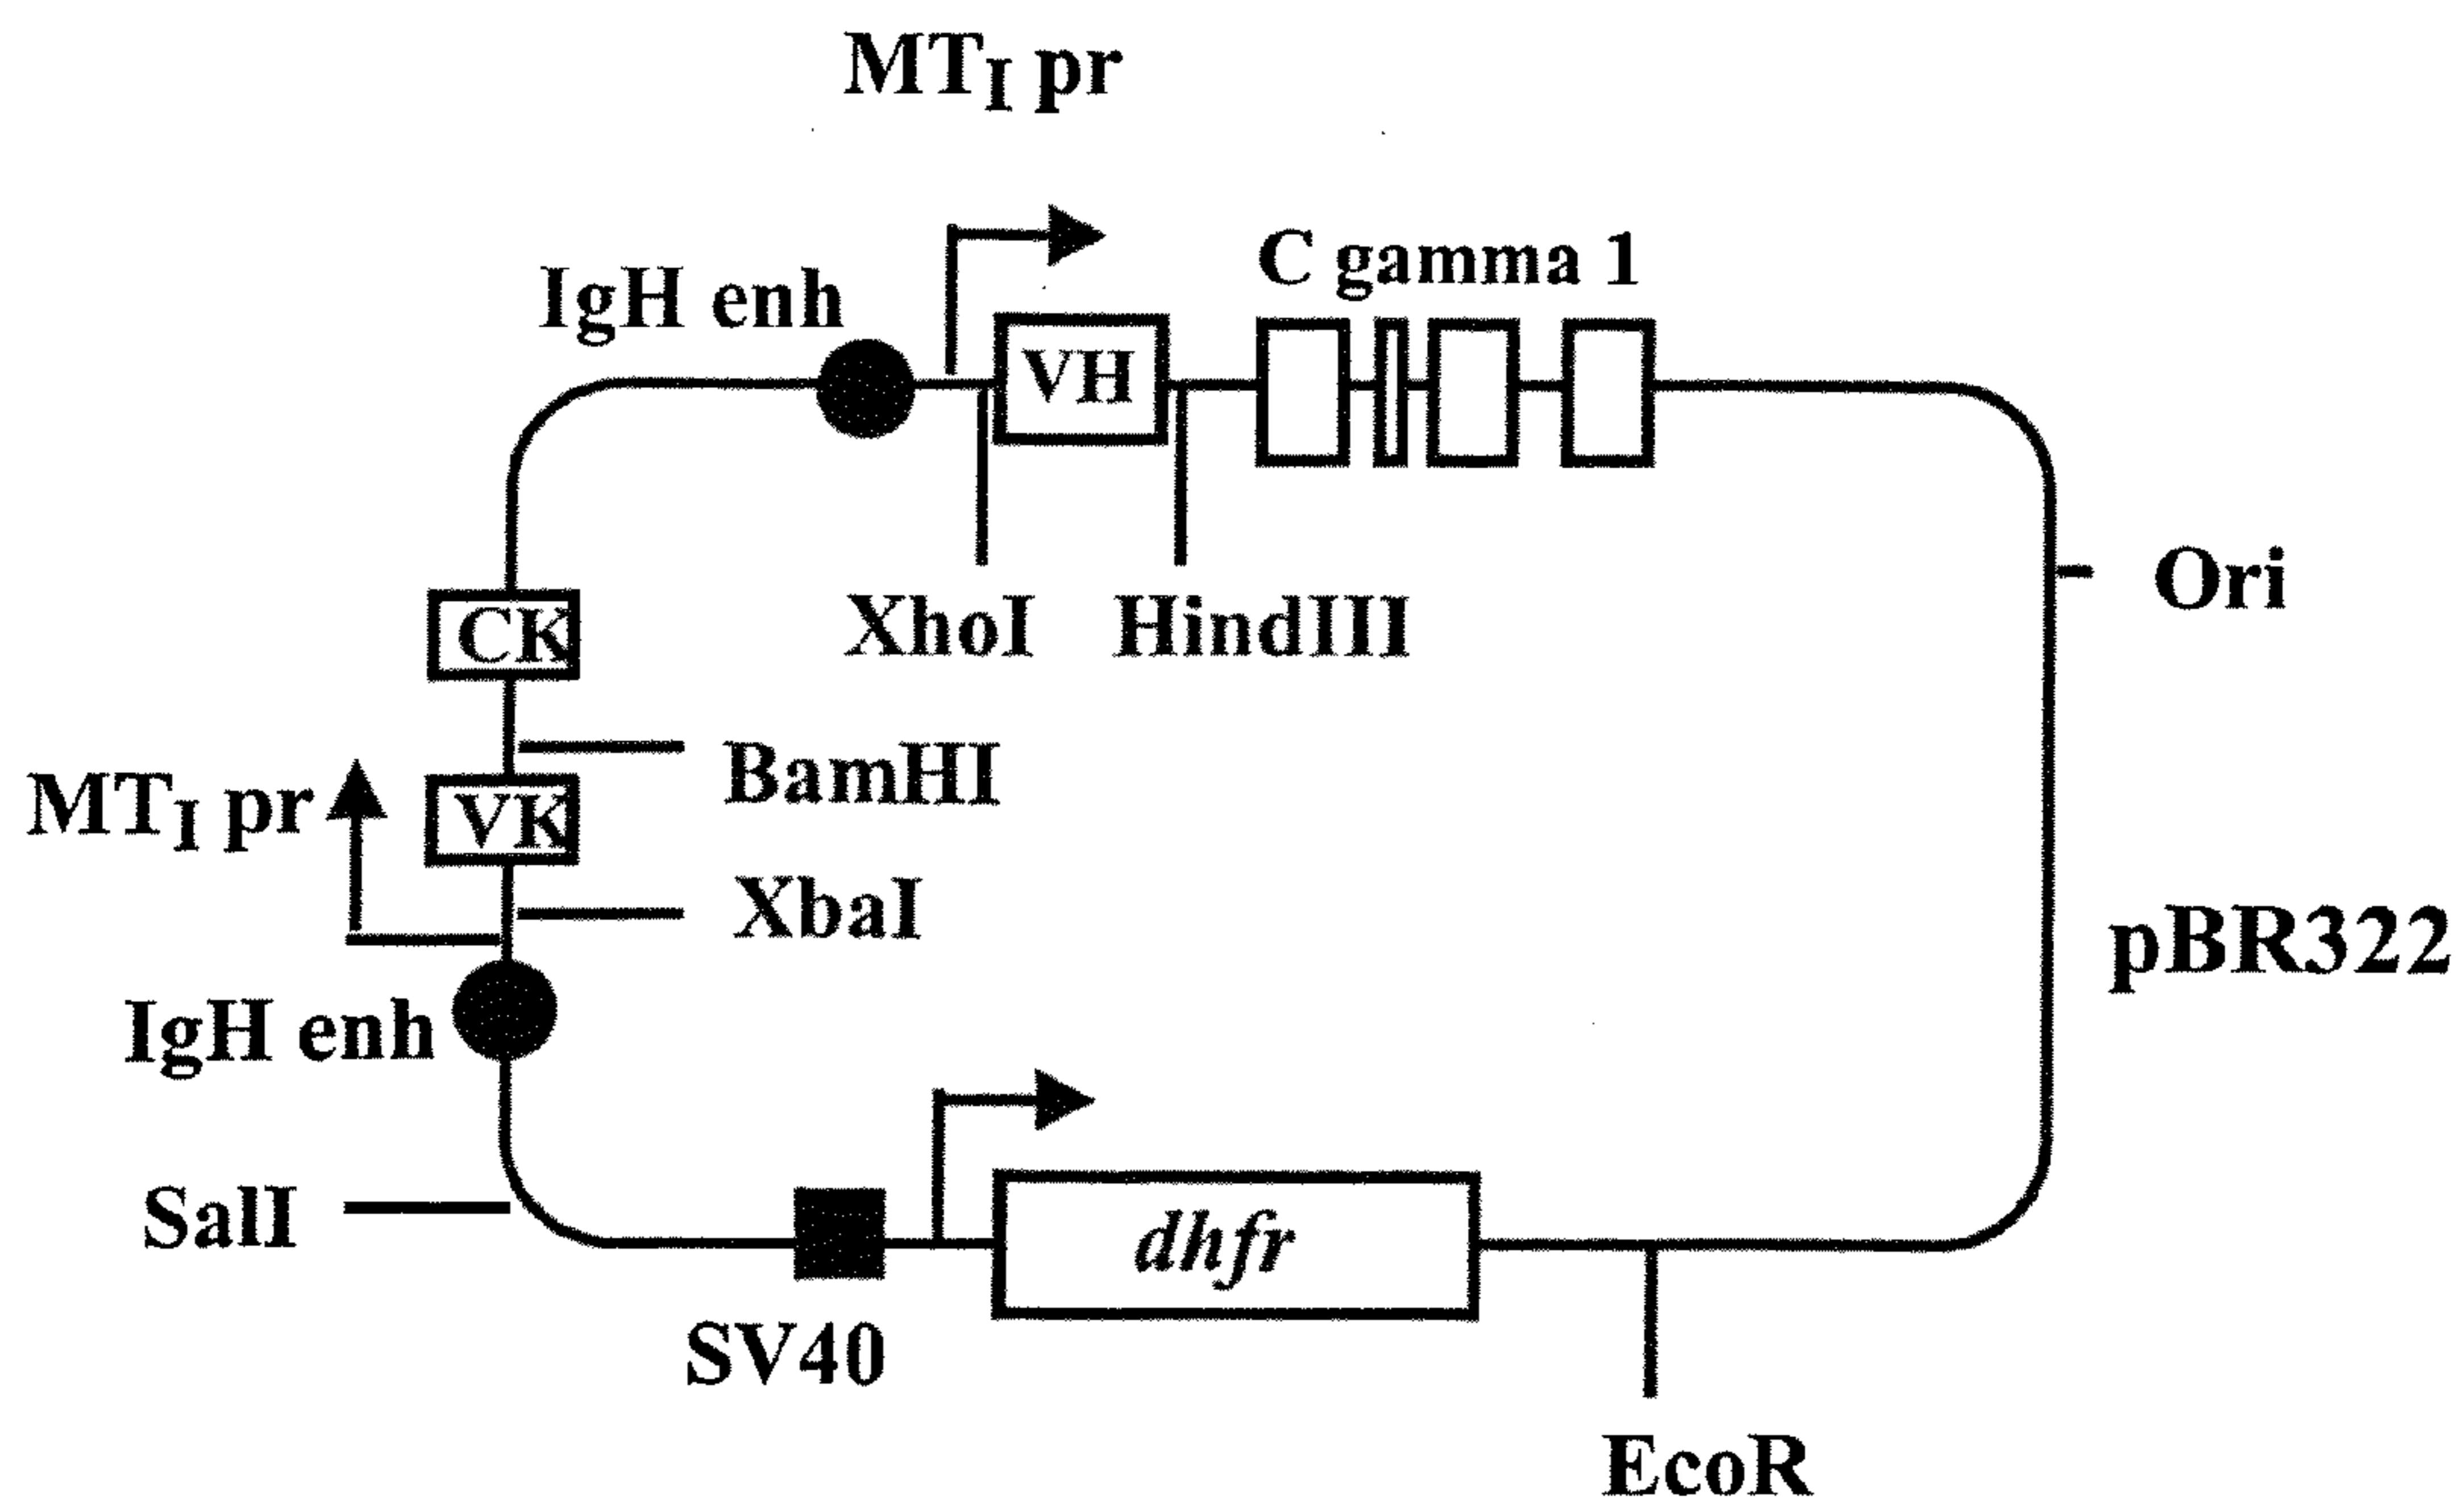 MTI pr
C gamma 1
IgH enh
VH
Ori
XhoI
HindIII
CK
BamHI
MTI pr
VK
XbaI
pBR322
IgH enh
SalI
dhfr
SV40
EcoR